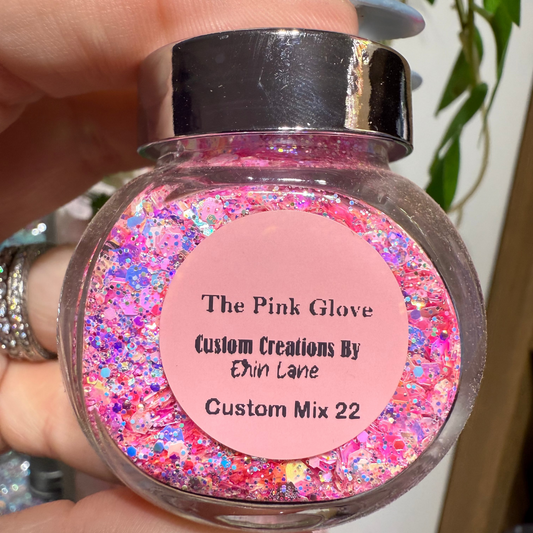 The Pink Glove
Custom Creations By
Erin Lane
Custom Mix 22